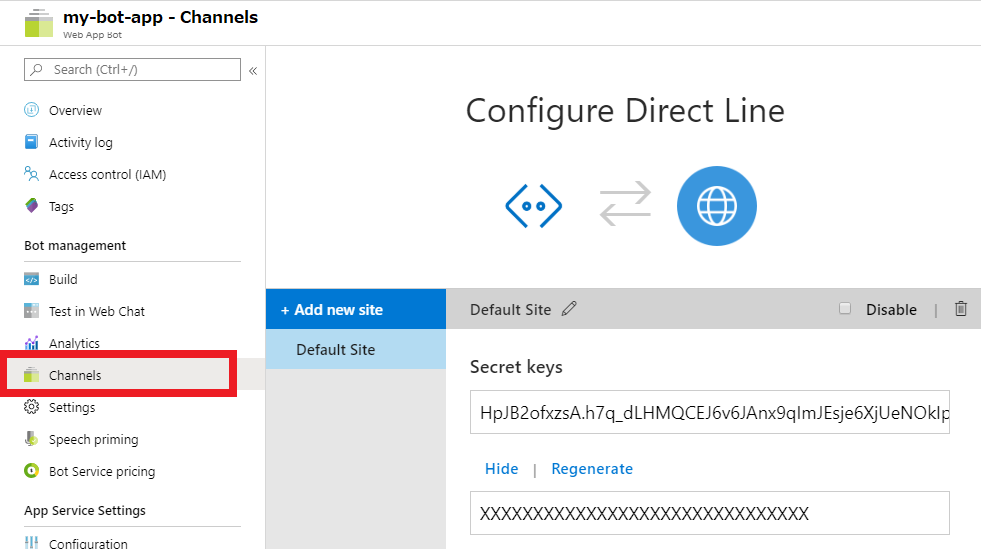 my-bot-app - Channels
Web App Bot
Search (Ctrl+/)
«
Overview
Activity log
Access control (IAM)
Tags
Bot management
Build
Test in Web Chat
Analytics
Channels
Settings
Speech priming
Bot Service pricing
App Service Settings
Configuration
Configure Direct Line
+ Add new site
Default Site
Default Site
Disable |
Secret keys
HpJB2ofxzsA.h7q_dLHMQCEJ6v6JAnx9qImJEsje6XjUeNOkIp
Hide | Regenerate
XXXXXXXXXXXXXXXXXXXXXXXXXXXXXXX